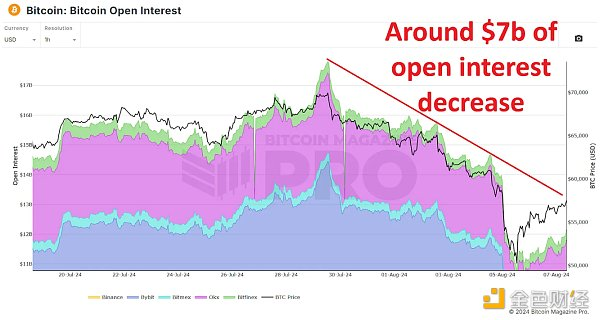 Bitcoin: Bitcoin Open Interest
Currency
Resolution
USD
1h
Around $7b of
open interest
decrease
$17B
$16B
$15B
$14B
$13B
$12B
$11B
Open Interest
$70,000
$65,000
$60,000
$55,000
$50,000
BTC Price (USD)
BITCOIN MAGAZINE
PRO
20-Jul-24
22-Jul-24
24-Jul-24
26-Jul-24
28-Jul-24
30-Jul-24
01-Aug-24
03-Aug-24
05-Aug-24
07-Aug-24
Binance
Bybit
Bitmex
Okx
Bitfinex
BTC Price
金色财经
© 2024 Bitcoin Magazine Pro.